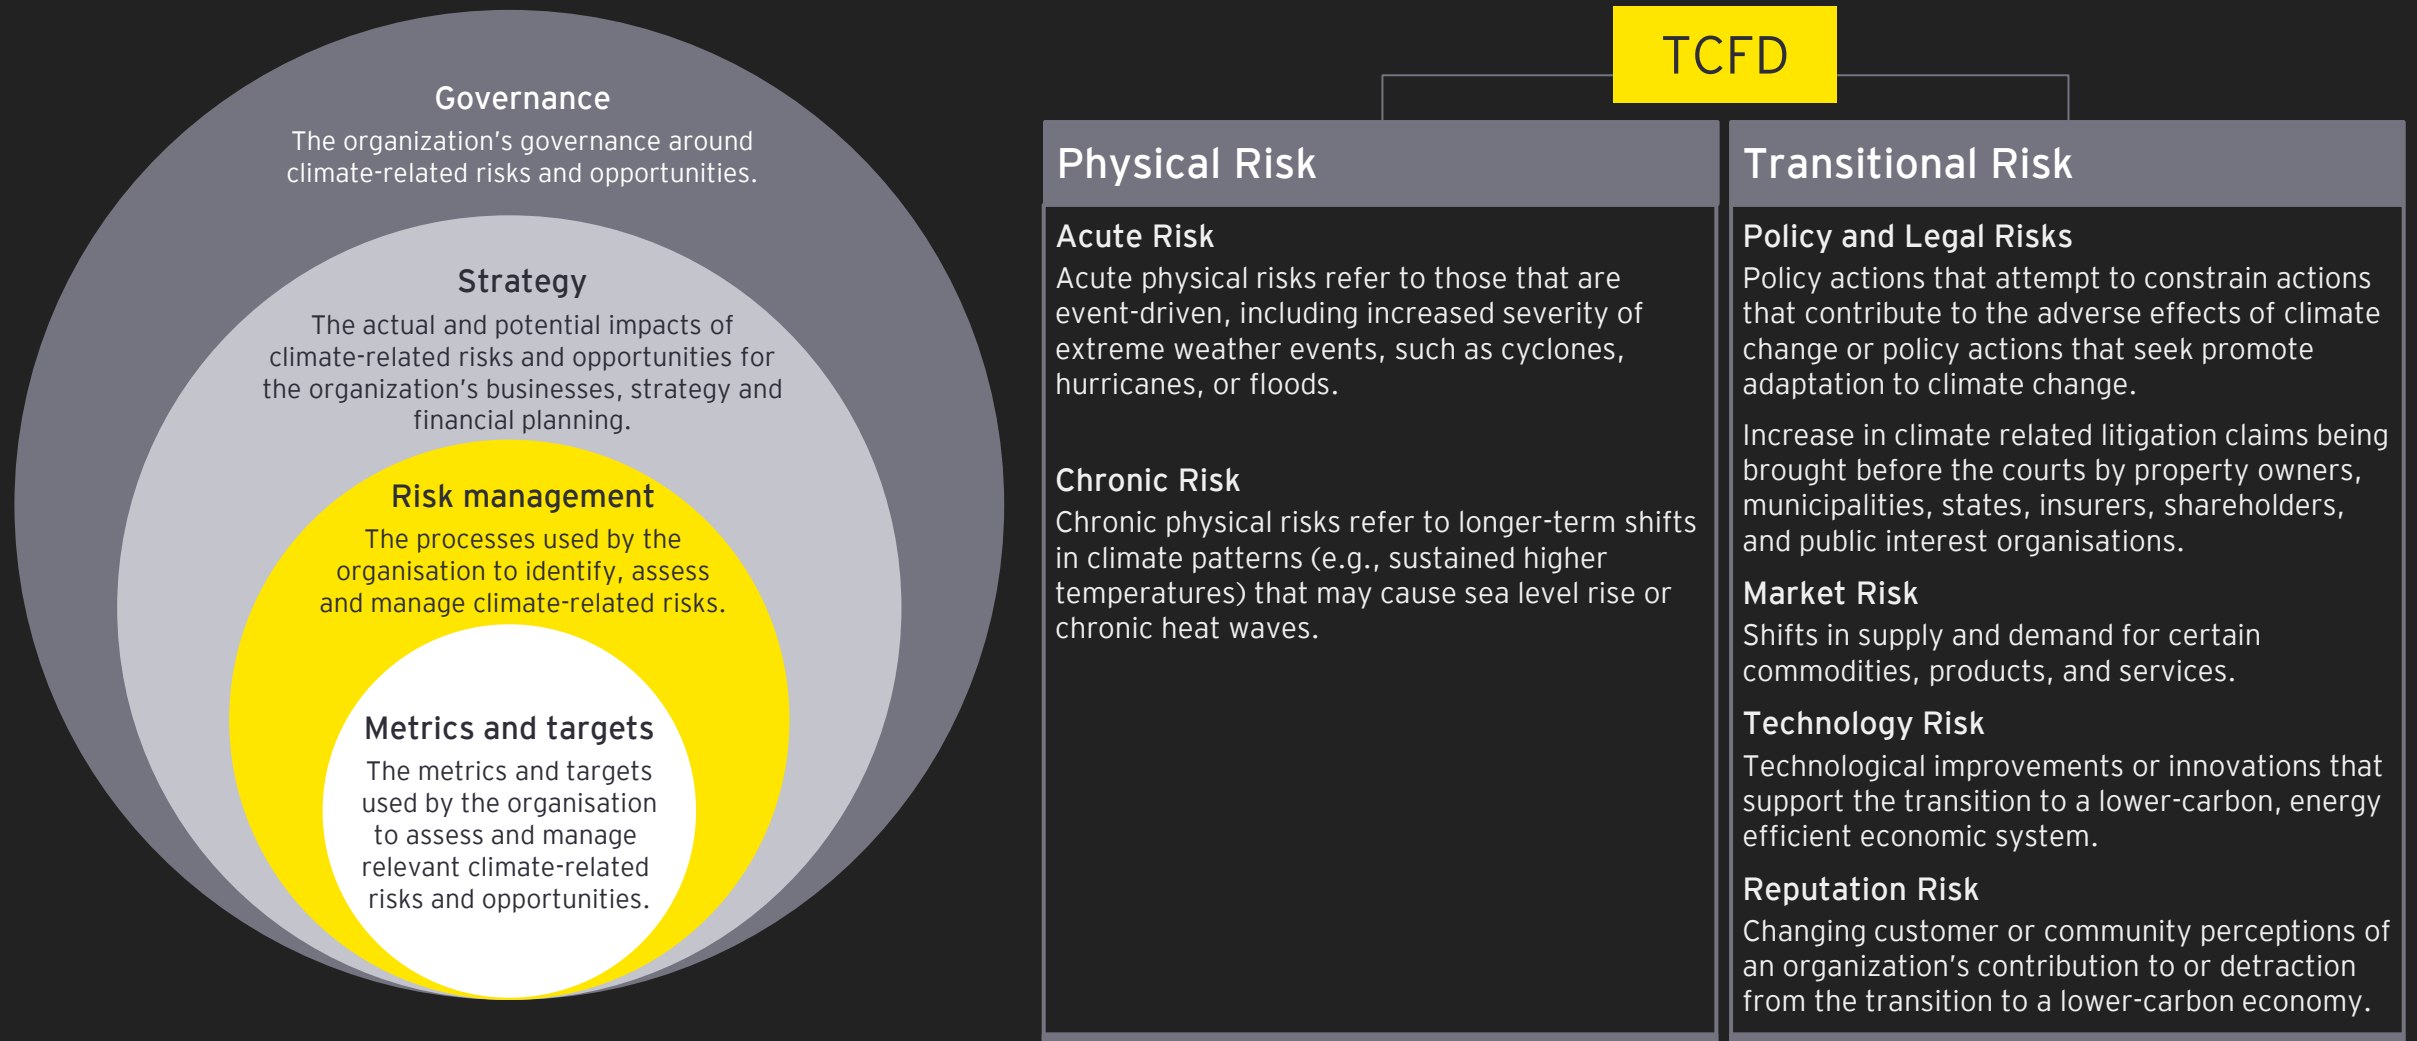 Governance
The organization's governance around
climate-related risks and opportunities.
Strategy
The actual and potential impacts of
climate-related risks and opportunities for
the organization's businesses, strategy and
financial planning.
Risk management
The processes used by the
organisation to identify, assess
and manage climate-related risks.
Metrics and targets
The metrics and targets
used by the organisation
to assess and manage
relevant climate-related
risks and opportunities.
TCFD
Physical Risk
Acute Risk
Acute physical risks refer to those that are
event-driven, including increased severity of
extreme weather events, such as cyclones,
hurricanes, or floods.
Chronic Risk
Chronic physical risks refer to longer-term shifts
in climate patterns (e.g., sustained higher
temperatures) that may cause sea level rise or
chronic heat waves.
Transitional Risk
Policy and Legal Risks
Policy actions that attempt to constrain actions
that contribute to the adverse effects of climate
change or policy actions that seek promote
adaptation to climate change.
Increase in climate related litigation claims being
brought before the courts by property owners,
municipalities, states, insurers, shareholders,
and public interest organisations.
Market Risk
Shifts in supply and demand for certain
commodities, products, and services.
Technology Risk
Technological improvements or innovations that
support the transition to a lower-carbon, energy
efficient economic system.
Reputation Risk
Changing customer or community perceptions of
an organization's contribution to or detraction
from the transition to a lower-carbon economy.